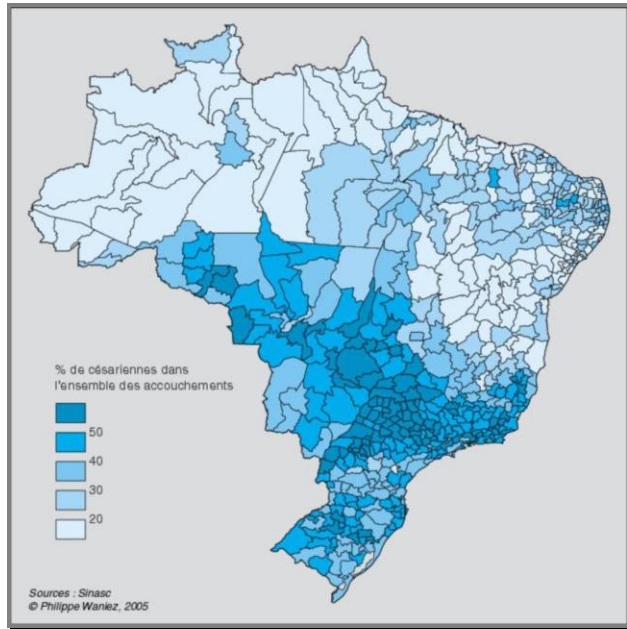 % de césariennes dans
l'ensemble des accouchements
50
40
30
20
Sources : Sinasc
© Philippe Waniez, 2005